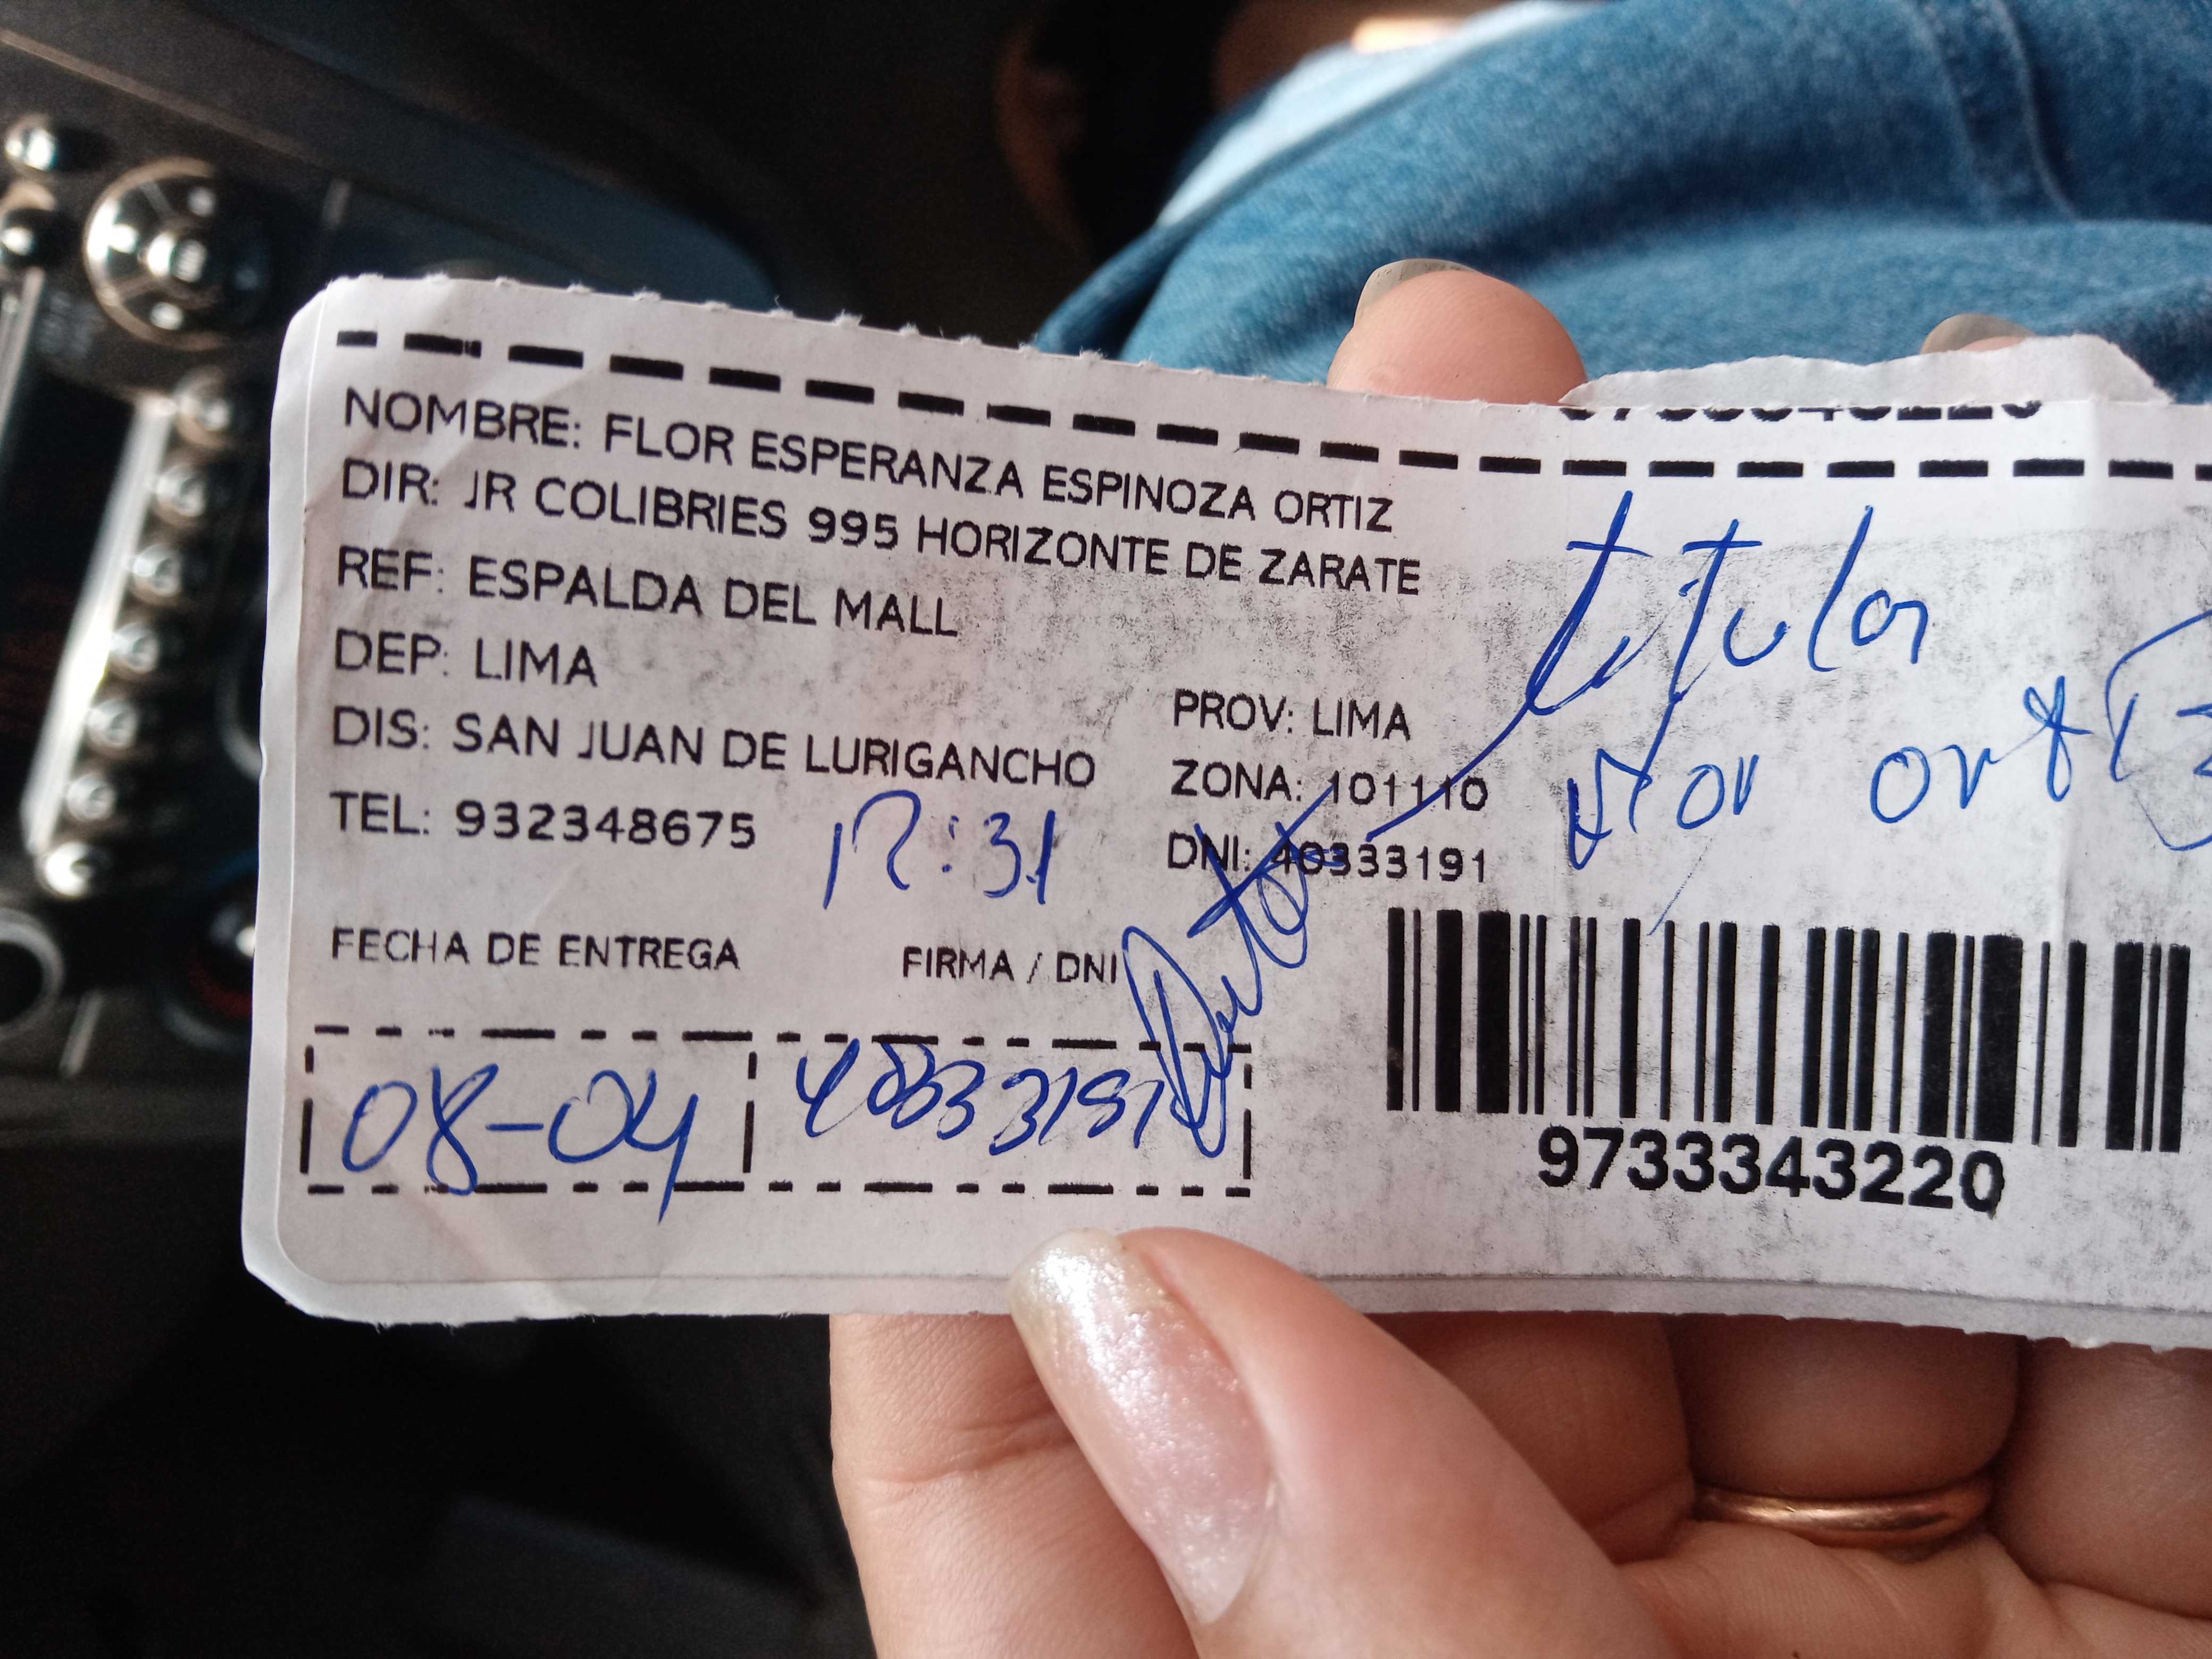 NOMBRE: FLOR ESPERANZA ESPINOZA ORTIZ
DIR: JR COLIBRIES 995 HORIZONTE DE ZARATE
REF: ESPALDA DEL MALL
DEP: LIMA
PROV: LIMA
DIS: SAN JUAN DE LURIGANCHO
ZONA: 101110
TEL: 932348675
DNI: 40333191
12:31
titular
Flor Ortiz
FECHA DE ENTREGA
FIRMA / DNI
08-04
40333191
9733343220